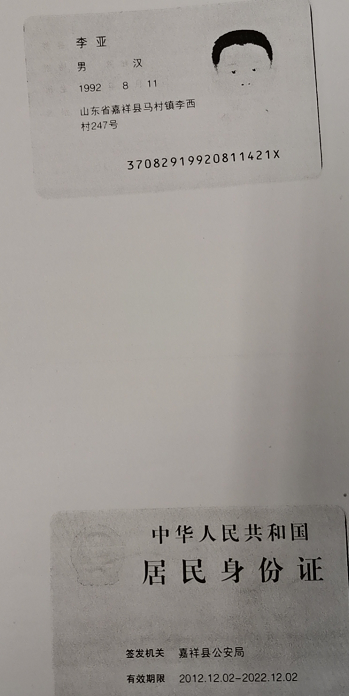 李亚
男 汉
1992 8 11
山东省嘉祥县马村镇李西
村247号
37082919920811421X
中华人民共和国
居民身份证
签发机关 嘉祥县公安局
有效期限 2012.12.02-2022.12.02